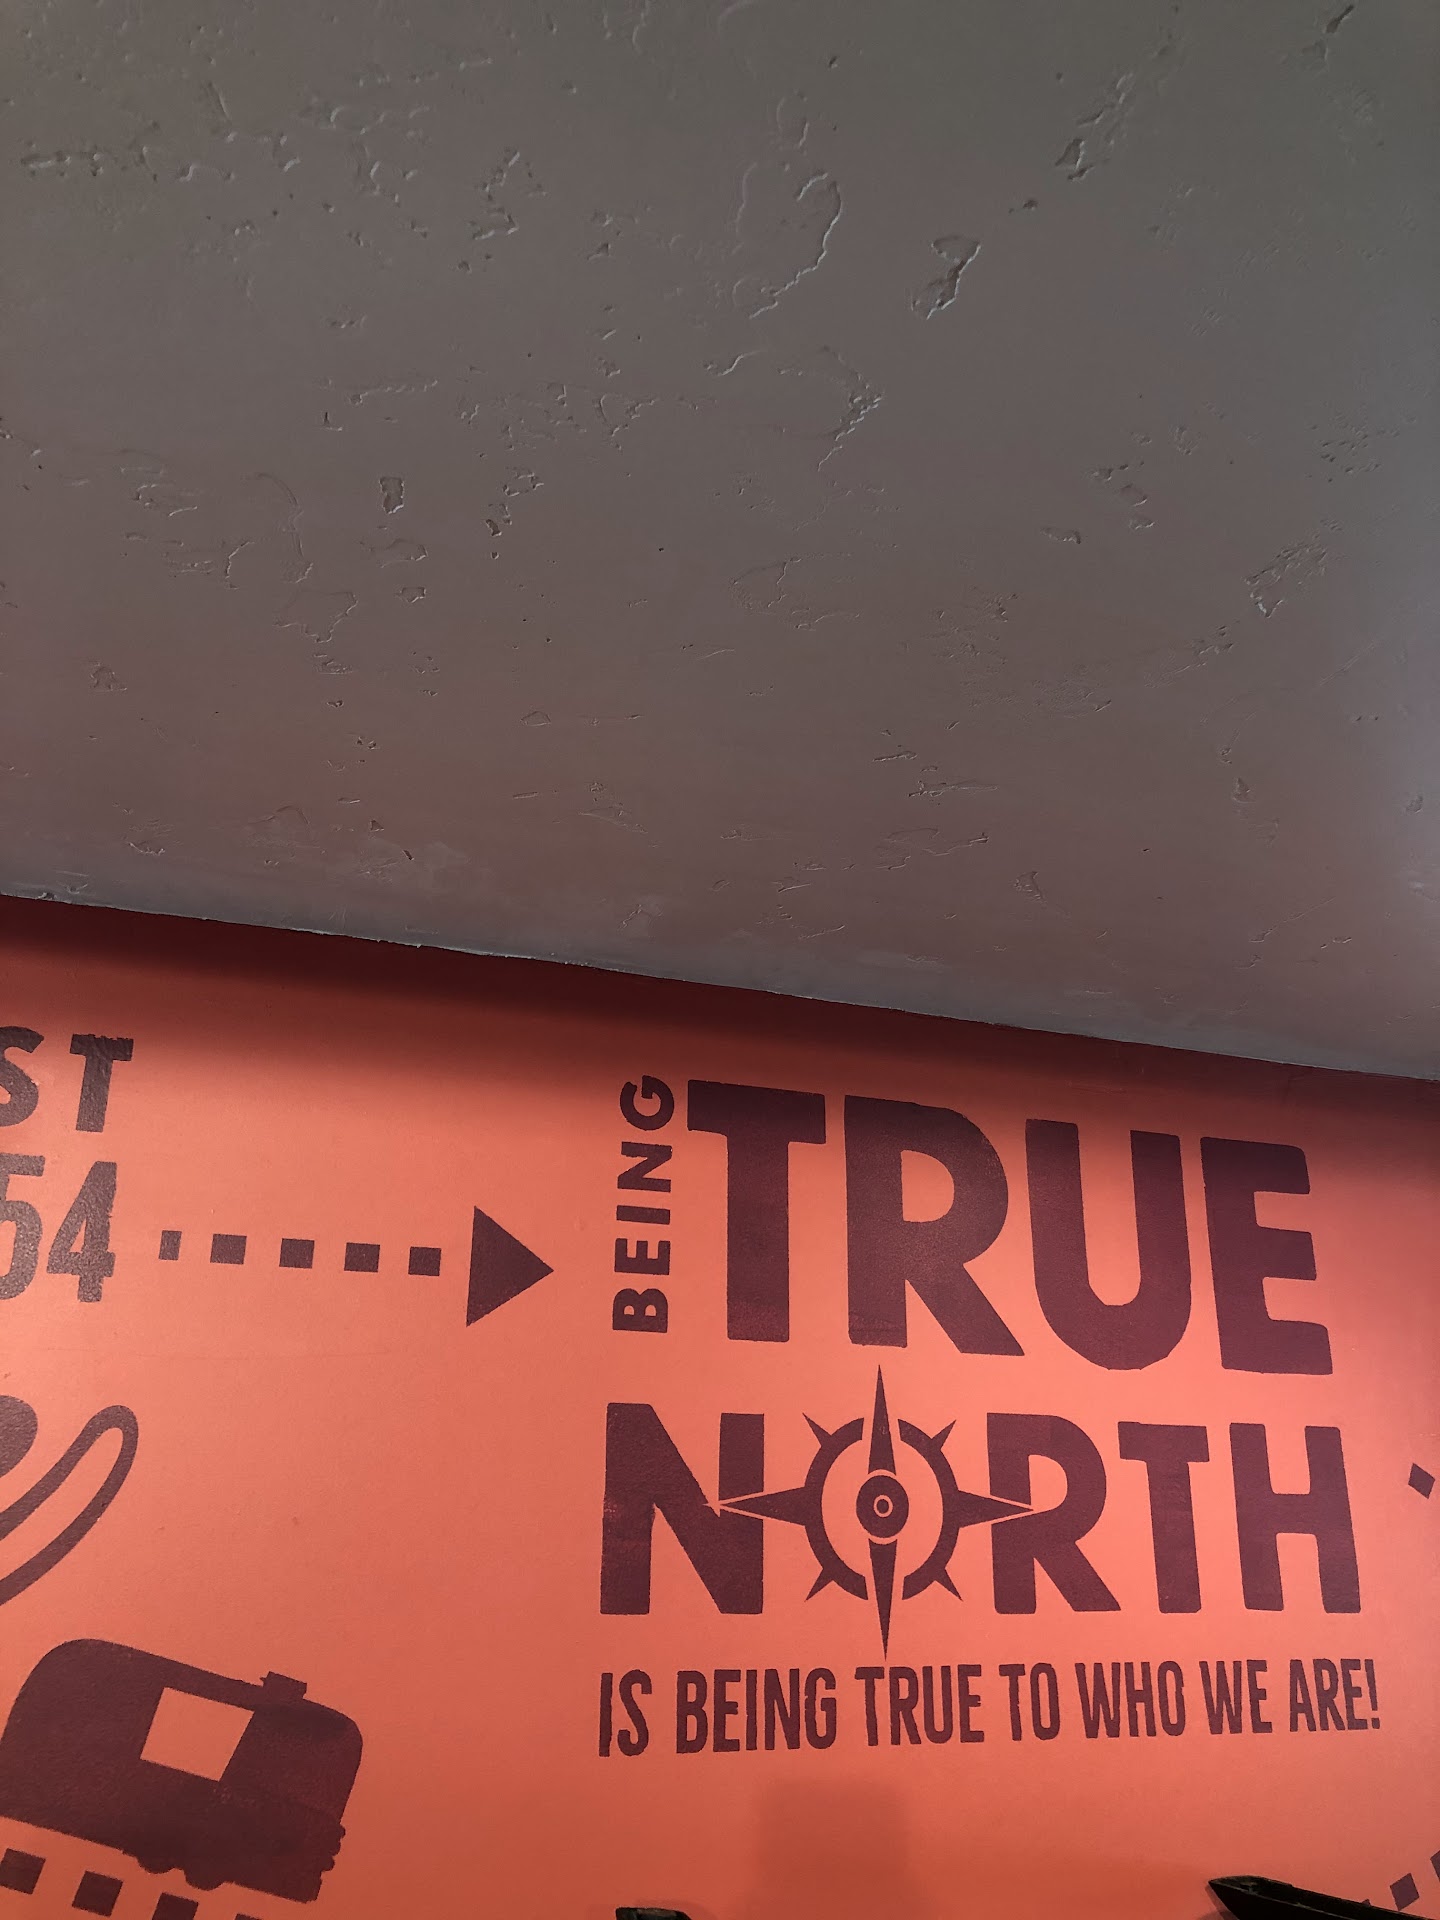 ST
54
BEING TRUE
NORTH
IS BEING TRUE TO WHO WE ARE!